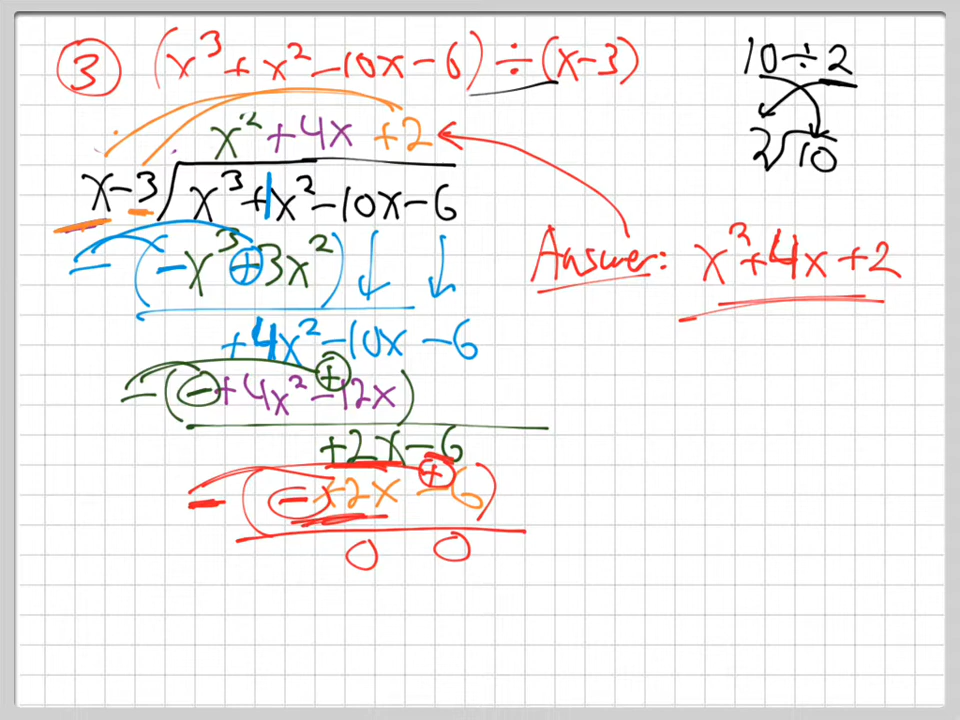 ③ (x³ + x² - 10x - 6) ÷ (x - 3)
10 ÷ 2
2√10
x² + 4x + 2
x - 3 √ x³ + 1x² - 10x - 6
- (-x³ + 3x²)
Answer: x² + 4x + 2
+4x² - 10x - 6
- (- +4x² - + 12x)
+2x - 6
- (- +2x - + 6)
0 0